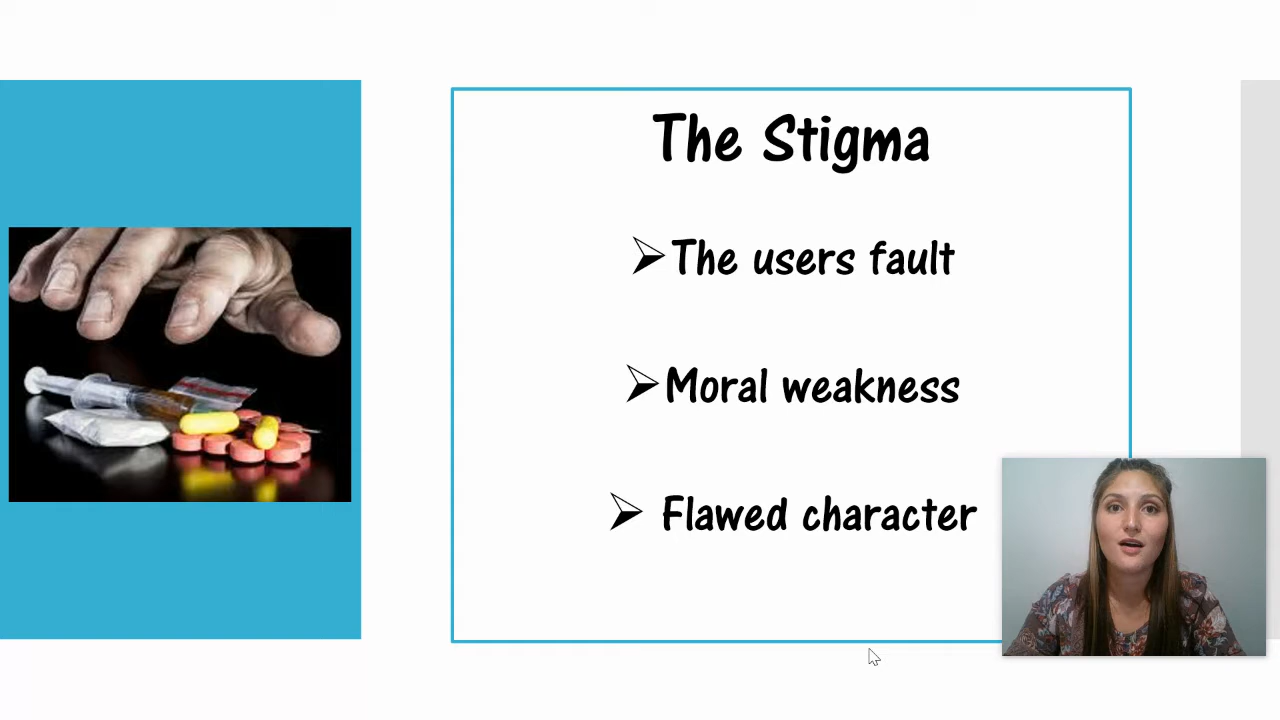 The Stigma
➢The users fault
➢Moral weakness
➢ Flawed character